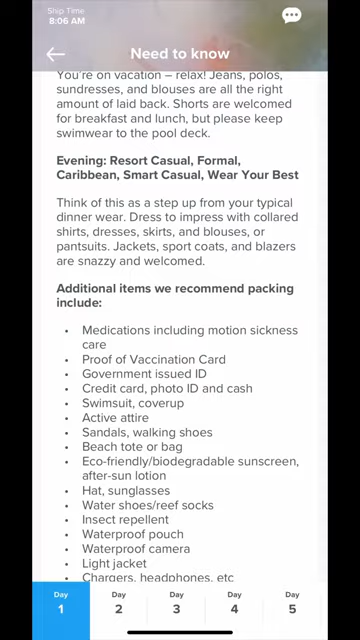 Ship Time
8:06 AM
Need to know
You're on vacation – relax! Jeans, polos,
sundresses, and blouses are all the right
amount of laid back. Shorts are welcomed
for breakfast and lunch, but please keep
swimwear to the pool deck.
Evening: Resort Casual, Formal,
Caribbean, Smart Casual, Wear Your Best
Think of this as a step up from your typical
dinner wear. Dress to impress with collared
shirts, dresses, skirts, and blouses, or
pantsuits. Jackets, sport coats, and blazers
are snazzy and welcomed.
Additional items we recommend packing
include:
• Medications including motion sickness
care
• Proof of Vaccination Card
• Government issued ID
• Credit card, photo ID and cash
• Swimsuit, coverup
• Active attire
• Sandals, walking shoes
• Beach tote or bag
• Eco-friendly/biodegradable sunscreen,
after-sun lotion
• Hat, sunglasses
• Water shoes/reef socks
• Insect repellent
• Waterproof pouch
• Waterproof camera
• Light jacket
• Chargers, headphones, etc
Day Day Day Day Day
1 2 3 4 5